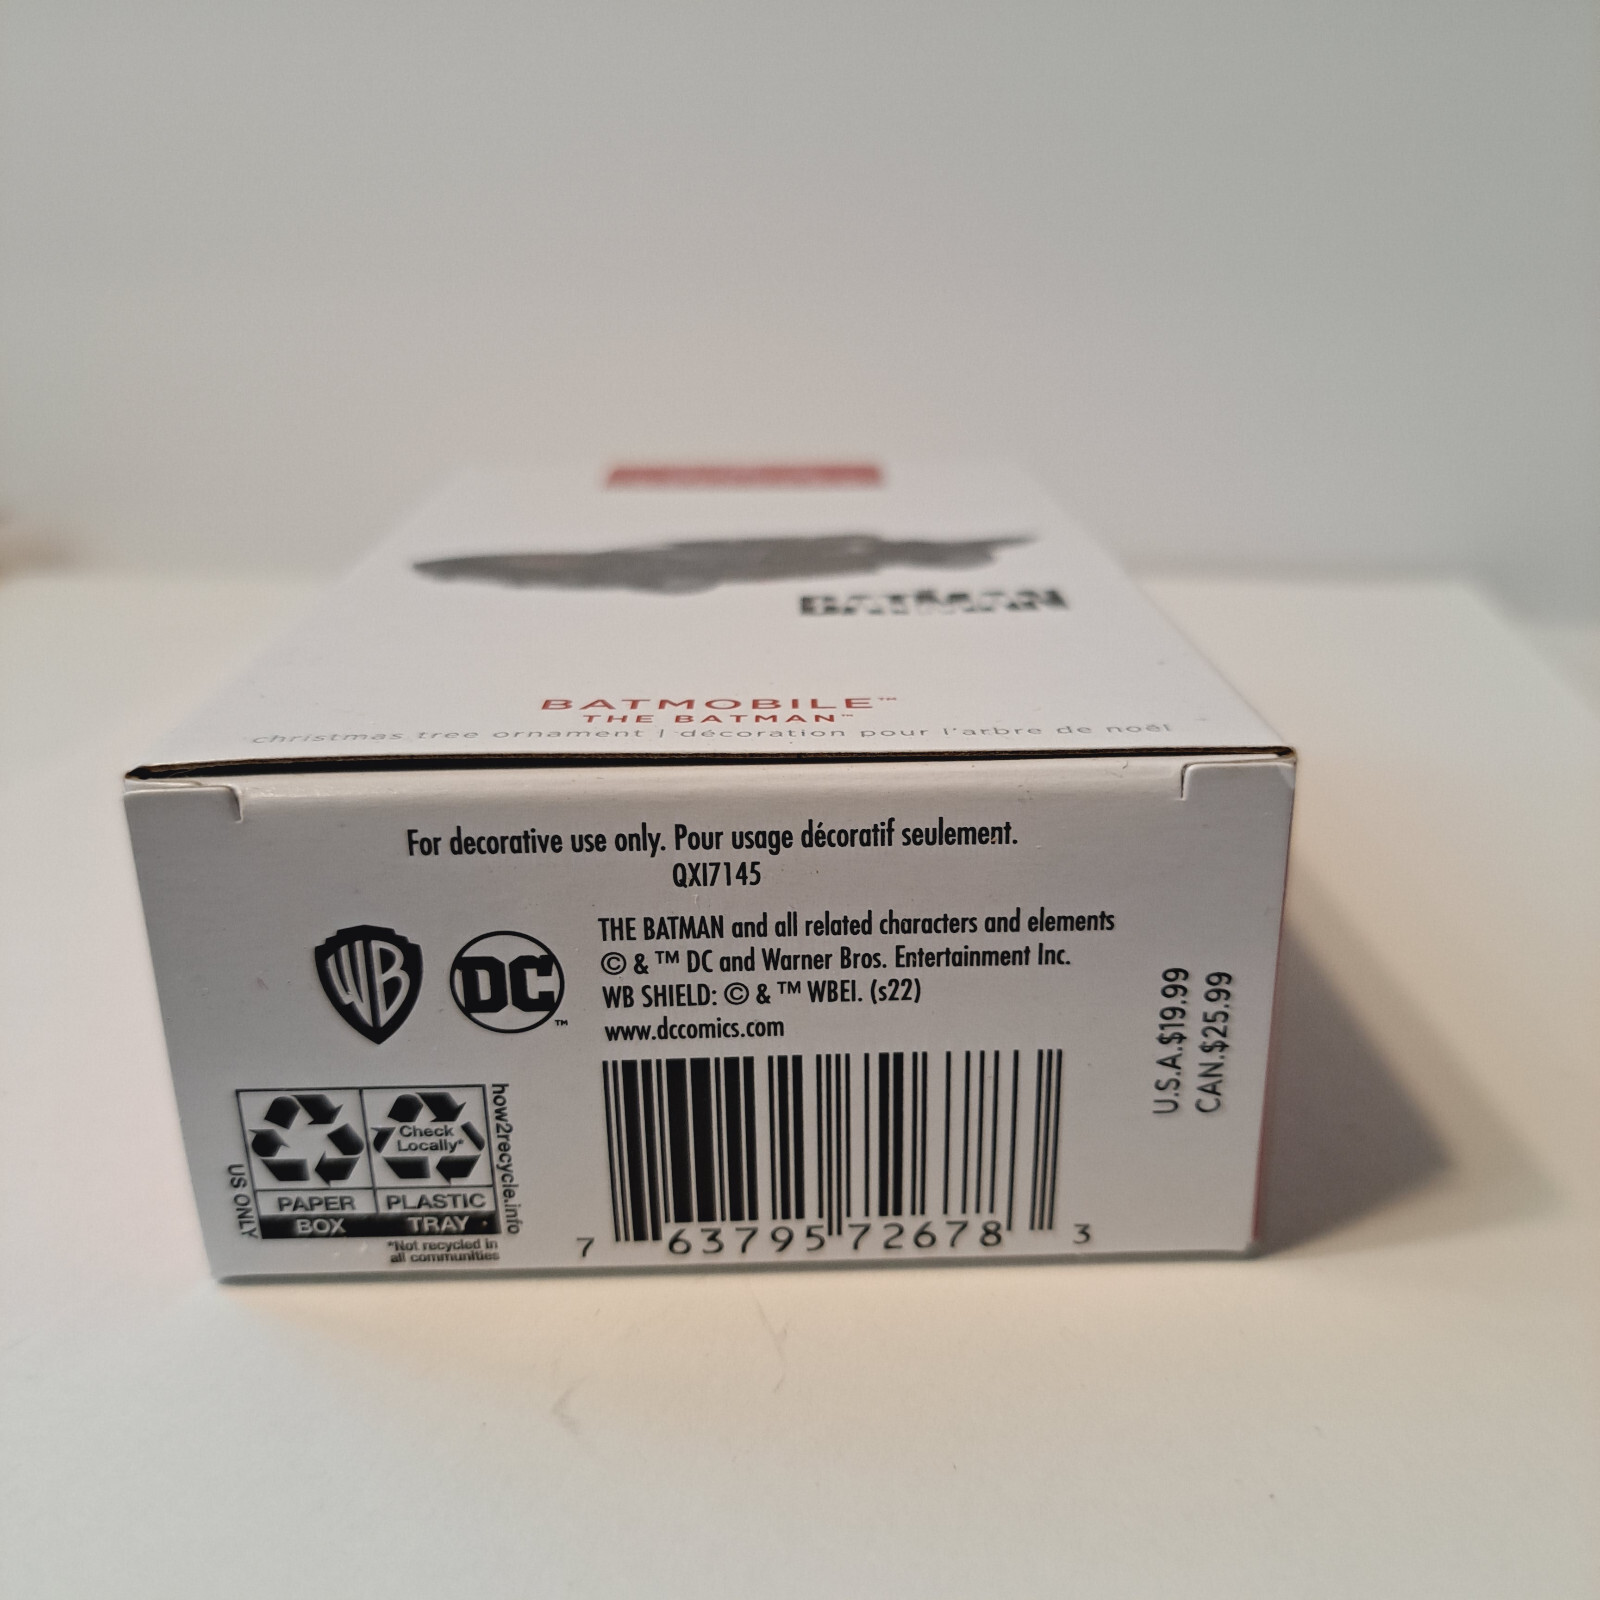 BATMAN
BATMOBILE™
THE BATMAN™
christmas tree ornament | décoration pour l'arbre de noël
For decorative use only. Pour usage décoratif seulement.
QXI7145
THE BATMAN and all related characters and elements
© & ™ DC and Warner Bros. Entertainment Inc.
WB SHIELD: © & ™ WBEI. (s22)
www.dccomics.com
WB
DC™
U.S.A.$19.99
CAN.$25.99
US ONLY
how2recycle.info
Check
Locally*
PAPER
PLASTIC
BOX
TRAY
*Not recycled in
all communities
7 63795 72678 3